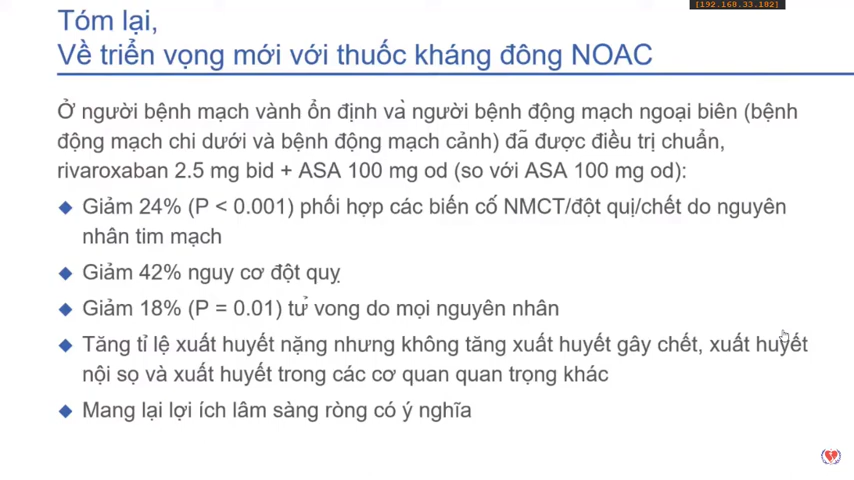 [192.168.33.182]
Tóm lại,
Về triển vọng mới với thuốc kháng đông NOAC
Ở người bệnh mạch vành ổn định và người bệnh động mạch ngoại biên (bệnh
động mạch chi dưới và bệnh động mạch cảnh) đã được điều trị chuẩn,
rivaroxaban 2.5 mg bid + ASA 100 mg od (so với ASA 100 mg od):
◆ Giảm 24% (P < 0.001) phối hợp các biến cố NMCT/đột quị/chết do nguyên
nhân tim mạch
◆ Giảm 42% nguy cơ đột quỵ
◆ Giảm 18% (P = 0.01) tử vong do mọi nguyên nhân
◆ Tăng tỉ lệ xuất huyết nặng nhưng không tăng xuất huyết gây chết, xuất huyết
nội sọ và xuất huyết trong các cơ quan quan trọng khác
◆ Mang lại lợi ích lâm sàng ròng có ý nghĩa